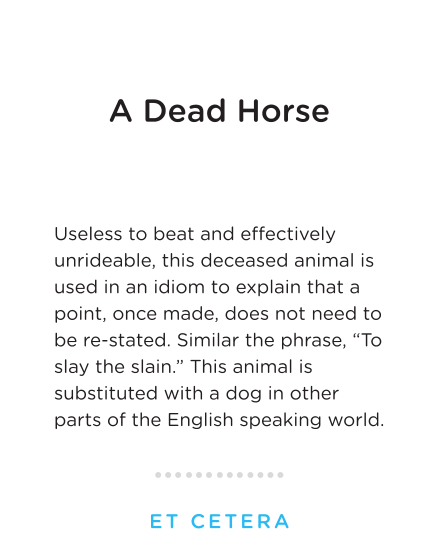 A Dead Horse
Useless to beat and effectively
unrideable, this deceased animal is
used in an idiom to explain that a
point, once made, does not need to
be re-stated. Similar the phrase, “To
slay the slain.” This animal is
substituted with a dog in other
parts of the English speaking world.
ET CETERA